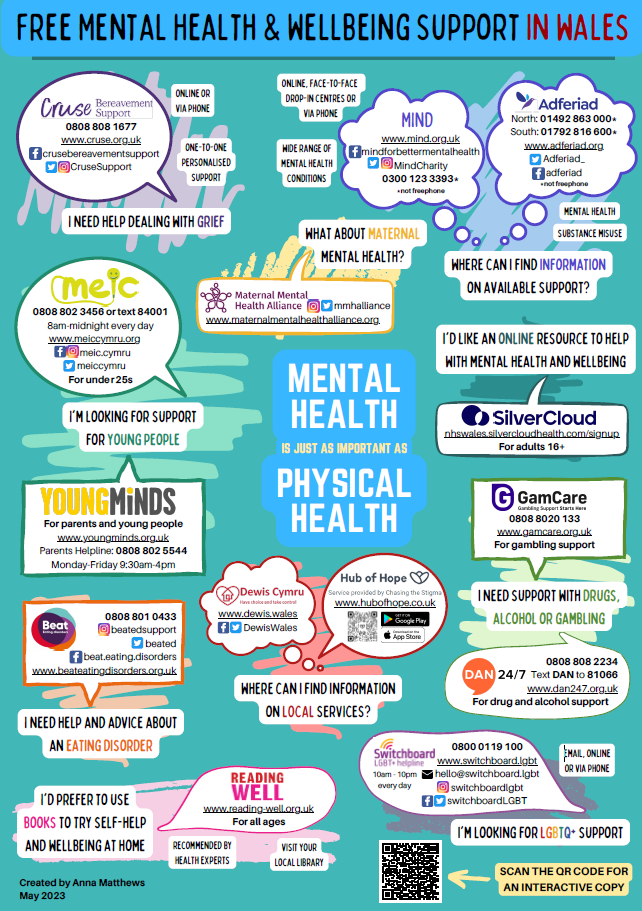 FREE MENTAL HEALTH & WELLBEING SUPPORT IN WALES
Cruse Bereavement Support
0808 808 1677
www.cruse.org.uk
crusebereavementsupport
CruseSupport
ONLINE OR
VIA PHONE
ONE-TO-ONE
PERSONALISED
SUPPORT
I NEED HELP DEALING WITH GRIEF
ONLINE, FACE-TO-FACE
DROP-IN CENTRES OR
VIA PHONE
WIDE RANGE OF
MENTAL HEALTH
CONDITIONS
MIND
www.mind.org.uk
mindforbettermentalhealth
MindCharity
0300 123 3393*
*not freephone
Adferiad
North: 01492 863 000*
South: 01792 816 600*
www.adferiad.org
Adferiad_
adferiad
*not freephone
MENTAL HEALTH
SUBSTANCE MISUSE
WHERE CAN I FIND INFORMATION
ON AVAILABLE SUPPORT?
WHAT ABOUT MATERNAL
MENTAL HEALTH?
Maternal Mental
Health Alliance
mmhalliance
www.maternalmentalhealthalliance.org
meic
0808 802 3456 or text 84001
8am-midnight every day
www.meiccymru.org
meic.cymru
meiccymru
For under 25s
I'M LOOKING FOR SUPPORT
FOR YOUNG PEOPLE
YOUNGMiNDS
For parents and young people
www.youngminds.org.uk
Parents Helpline: 0808 802 5544
Monday-Friday 9:30am-4pm
MENTAL
HEALTH
IS JUST AS IMPORTANT AS
PHYSICAL
HEALTH
I'D LIKE AN ONLINE RESOURCE TO HELP
WITH MENTAL HEALTH AND WELLBEING
SilverCloud
nhswales.silvercloudhealth.com/signup
For adults 16+
GamCare
Gambling Support Starts Here
0808 8020 133
www.gamcare.org.uk
For gambling support
I NEED SUPPORT WITH DRUGS,
ALCOHOL OR GAMBLING
DAN 24/7
0808 808 2234
Text DAN to 81066
www.dan247.org.uk
For drug and alcohol support
Dewis Cymru
Have choice and take control
www.dewis.wales
DewisWales
Hub of Hope
Service provided by Chasing the Stigma
www.hubofhope.co.uk
GET IT ON
Google Play
Download on the
App Store
WHERE CAN I FIND INFORMATION
ON LOCAL SERVICES?
Beat
Eating disorders
0808 801 0433
beatedsupport
beated
beat.eating.disorders
www.beateatingdisorders.org.uk
I NEED HELP AND ADVICE ABOUT
AN EATING DISORDER
Switchboard
LGBT+ helpline
10am - 10pm
every day
0800 0119 100
www.switchboard.lgbt
hello@switchboard.lgbt
switchboardlgbt
switchboardLGBT
EMAIL, ONLINE
OR VIA PHONE
I'M LOOKING FOR LGBTQ+ SUPPORT
READING
WELL
www.reading-well.org.uk
For all ages
I'D PREFER TO USE
BOOKS TO TRY SELF-HELP
AND WELLBEING AT HOME
RECOMMENDED BY
HEALTH EXPERTS
VISIT YOUR
LOCAL LIBRARY
SCAN THE QR CODE FOR
AN INTERACTIVE COPY
Created by Anna Matthews
May 2023